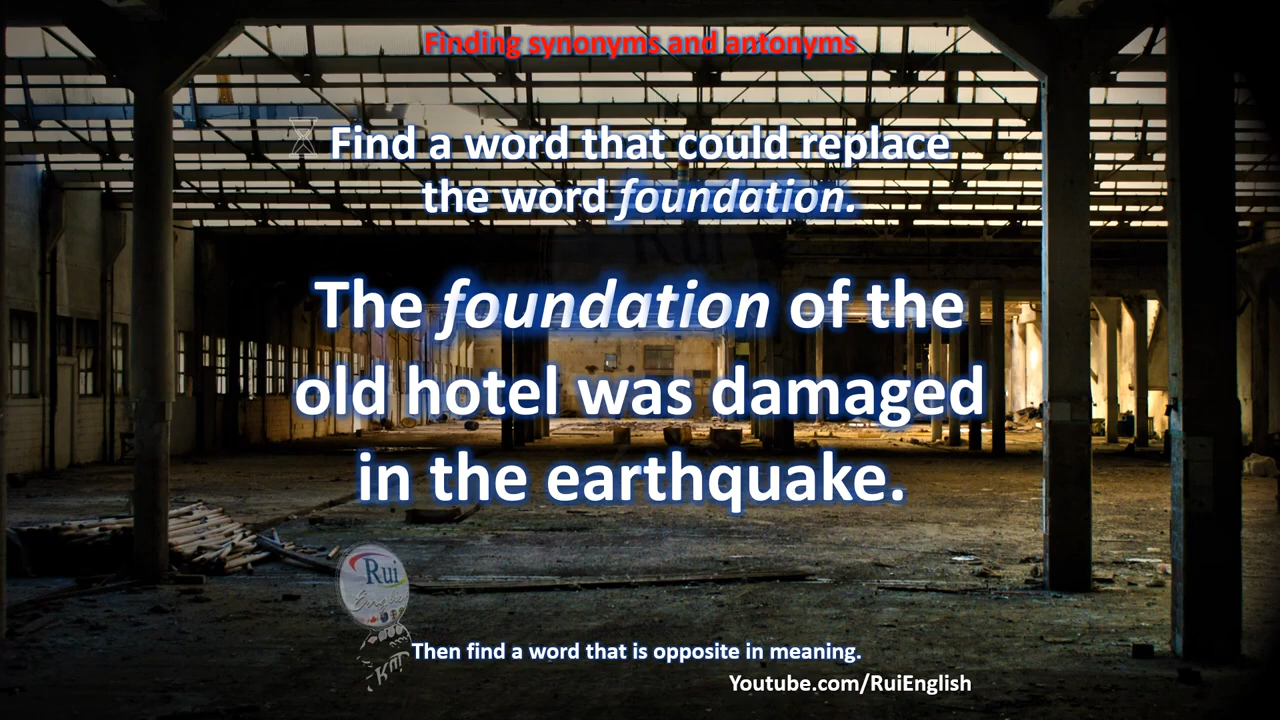 Finding synonyms and antonyms
Find a word that could replace
the word foundation.
The foundation of the
old hotel was damaged
in the earthquake.
Rui
Then find a word that is opposite in meaning.
Youtube.com/RuiEnglish